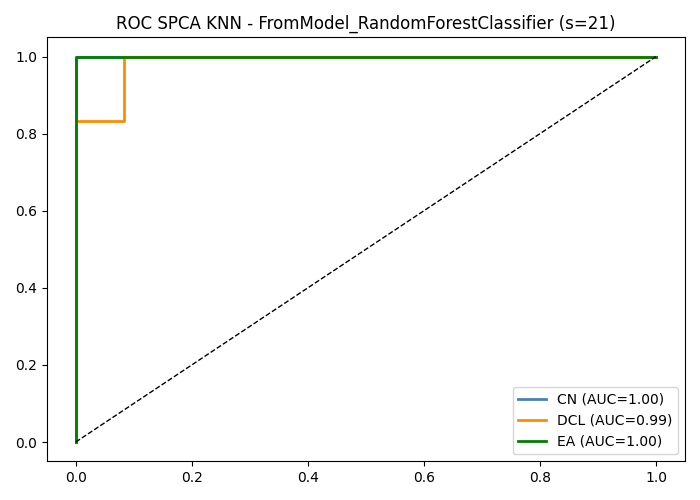 ROC SPCA KNN - FromModel_RandomForestClassifier (s=21)
1.0
0.8
0.6
0.4
0.2
0.0
0.0 0.2 0.4 0.6 0.8 1.0
CN (AUC=1.00)
DCL (AUC=0.99)
EA (AUC=1.00)